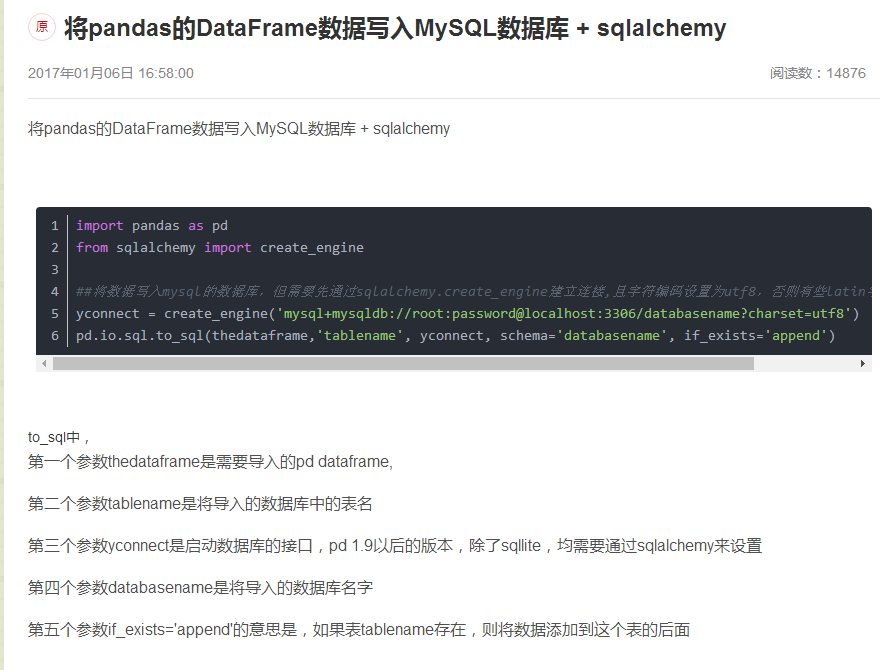 原 将pandas的DataFrame数据写入MySQL数据库 + sqlalchemy
2017年01月06日 16:58:00 阅读数：14876
将pandas的DataFrame数据写入MySQL数据库 + sqlalchemy
1 import pandas as pd
2 from sqlalchemy import create_engine
3
4 ##将数据写入mysql的数据库，但需要先通过sqlalchemy.create_engine建立连接,且字符编码设置为utf8，否则有些latin
5 yconnect = create_engine('mysql+mysqldb://root:password@localhost:3306/databasename?charset=utf8')
6 pd.io.sql.to_sql(thedataframe,'tablename', yconnect, schema='databasename', if_exists='append')
to_sql中，
第一个参数thedataframe是需要导入的pd dataframe,
第二个参数tablename是将导入的数据库中的表名
第三个参数yconnect是启动数据库的接口，pd 1.9以后的版本，除了sqllite，均需要通过sqlalchemy来设置
第四个参数databasename是将导入的数据库名字
第五个参数if_exists='append'的意思是，如果表tablename存在，则将数据添加到这个表的后面